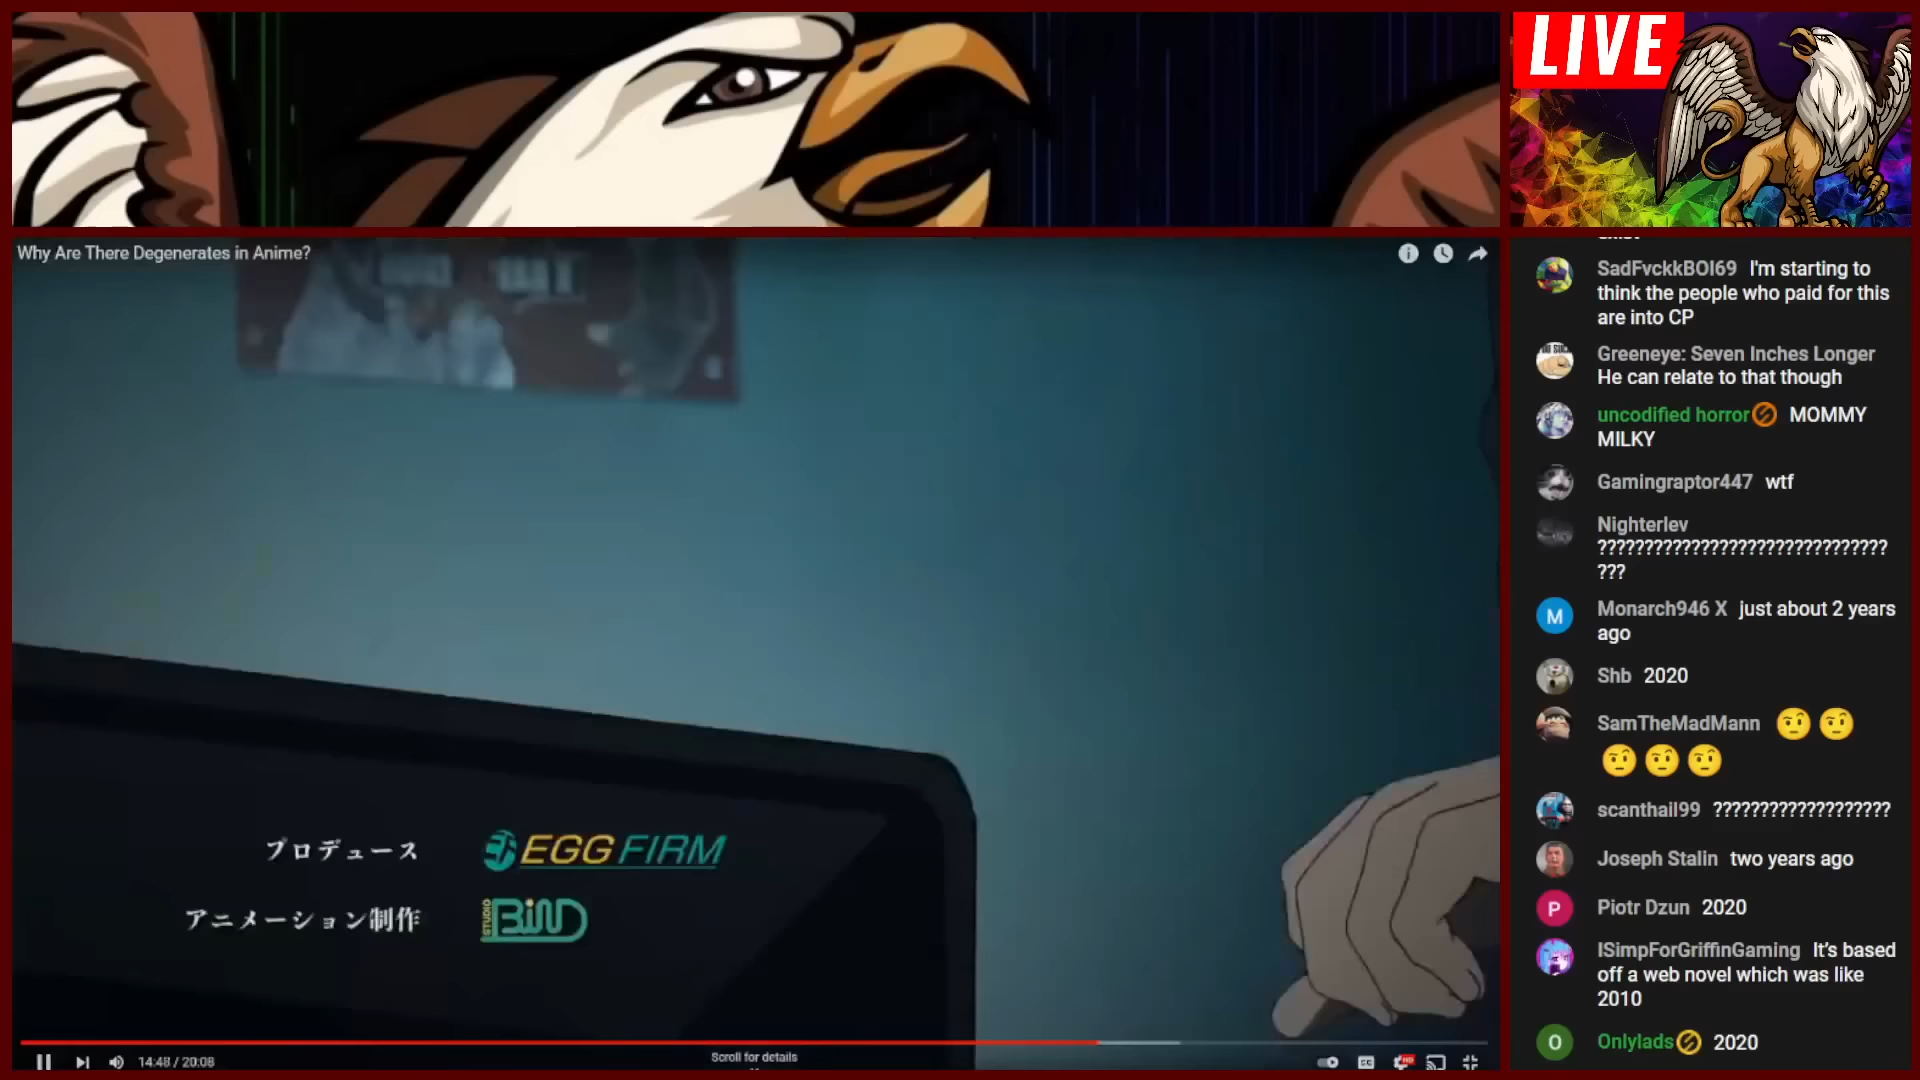 LIVE
Why Are There Degenerates in Anime?
プロデュース
EGG FIRM
アニメーション制作
STUDIO BiND
14:48 / 20:08
Scroll for details
SadFvckkBOI69 I'm starting to
think the people who paid for this
are into CP
Greeneye: Seven Inches Longer
He can relate to that though
uncodified horror MOMMY
MILKY
Gamingraptor447 wtf
Nighterlev
???????????????????????????????
???
M
Monarch946 X just about 2 years
ago
Shb 2020
SamTheMadMann
scanthail99 ???????????????????
Joseph Stalin two years ago
P
Piotr Dzun 2020
ISimpForGriffinGaming It's based
off a web novel which was like
2010
O
Onlylads 2020